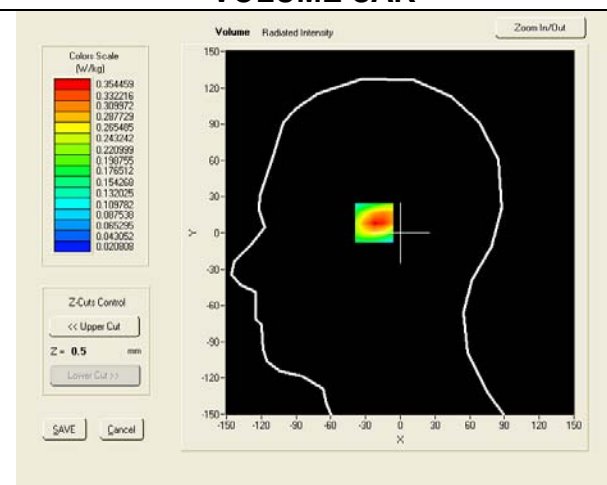 VOLUME SAR
Volume Radiated Intensity
Zoom In/Out
Colors Scale
(W/kg)
0.354459
0.332216
0.309972
0.287729
0.265485
0.243242
0.220999
0.198755
0.176512
0.154268
0.132025
0.109782
0.087538
0.065295
0.043052
0.020808
Z-Cuts Control
<< Upper Cut
Z = 0.5 mm
Lower Cut >>
SAVE
Cancel
150
120
90
60
30
0
-30
-60
-90
-120
-150
Y
-150 -120 -90 -60 -30 0 30 60 90 120 150
X